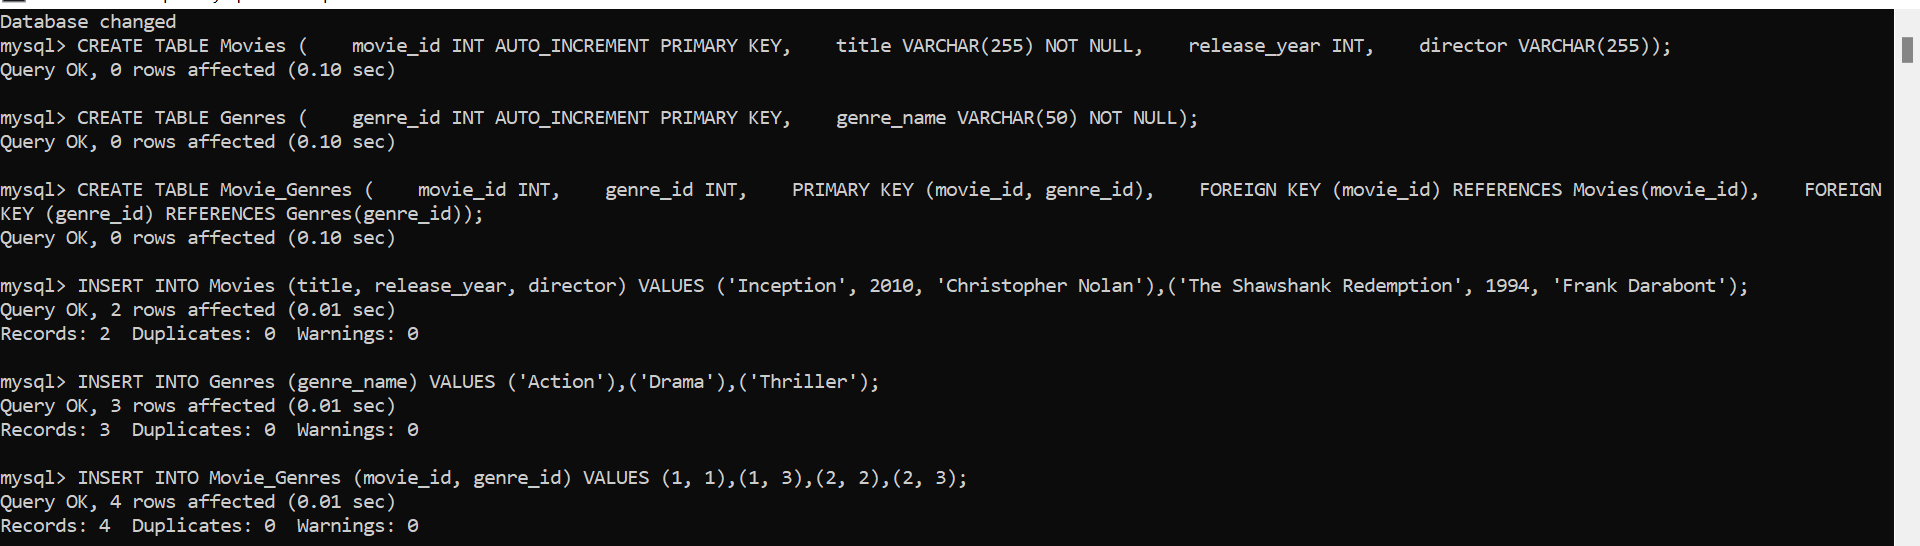 Database changed
mysql> CREATE TABLE Movies (    movie_id INT AUTO_INCREMENT PRIMARY KEY,    title VARCHAR(255) NOT NULL,    release_year INT,    director VARCHAR(255));
Query OK, 0 rows affected (0.10 sec)

mysql> CREATE TABLE Genres (    genre_id INT AUTO_INCREMENT PRIMARY KEY,    genre_name VARCHAR(50) NOT NULL);
Query OK, 0 rows affected (0.10 sec)

mysql> CREATE TABLE Movie_Genres (    movie_id INT,    genre_id INT,    PRIMARY KEY (movie_id, genre_id),    FOREIGN KEY (movie_id) REFERENCES Movies(movie_id),    FOREIGN
KEY (genre_id) REFERENCES Genres(genre_id));
Query OK, 0 rows affected (0.10 sec)

mysql> INSERT INTO Movies (title, release_year, director) VALUES ('Inception', 2010, 'Christopher Nolan'),('The Shawshank Redemption', 1994, 'Frank Darabont');
Query OK, 2 rows affected (0.01 sec)
Records: 2  Duplicates: 0  Warnings: 0

mysql> INSERT INTO Genres (genre_name) VALUES ('Action'),('Drama'),('Thriller');
Query OK, 3 rows affected (0.01 sec)
Records: 3  Duplicates: 0  Warnings: 0

mysql> INSERT INTO Movie_Genres (movie_id, genre_id) VALUES (1, 1),(1, 3),(2, 2),(2, 3);
Query OK, 4 rows affected (0.01 sec)
Records: 4  Duplicates: 0  Warnings: 0